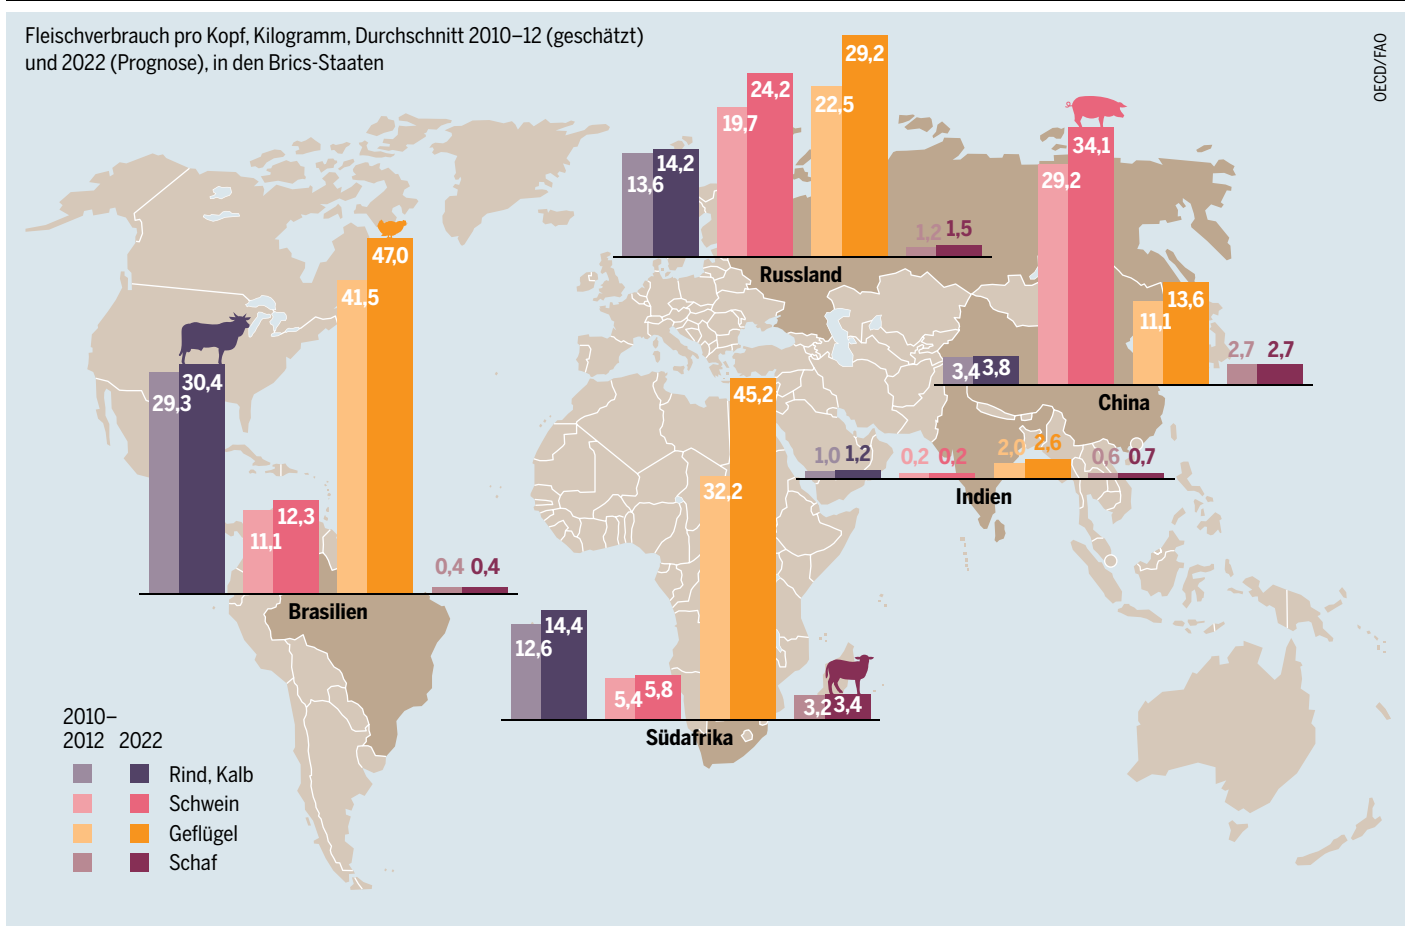 Fleischverbrauch pro Kopf, Kilogramm, Durchschnitt 2010–12 (geschätzt)
und 2022 (Prognose), in den Brics-Staaten
OECD/FAO
13,6 14,2 19,7 24,2 22,5 29,2 1,2 1,5
Russland
3,4 3,8 29,2 34,1 11,1 13,6 2,7 2,7
China
29,3 30,4 11,1 12,3 41,5 47,0 0,4 0,4
Brasilien
1,0 1,2 0,2 0,2 2,0 2,6 0,6 0,7
Indien
12,6 14,4 5,4 5,8 32,2 45,2 3,2 3,4
Südafrika
2010–
2012 2022
Rind, Kalb
Schwein
Geflügel
Schaf